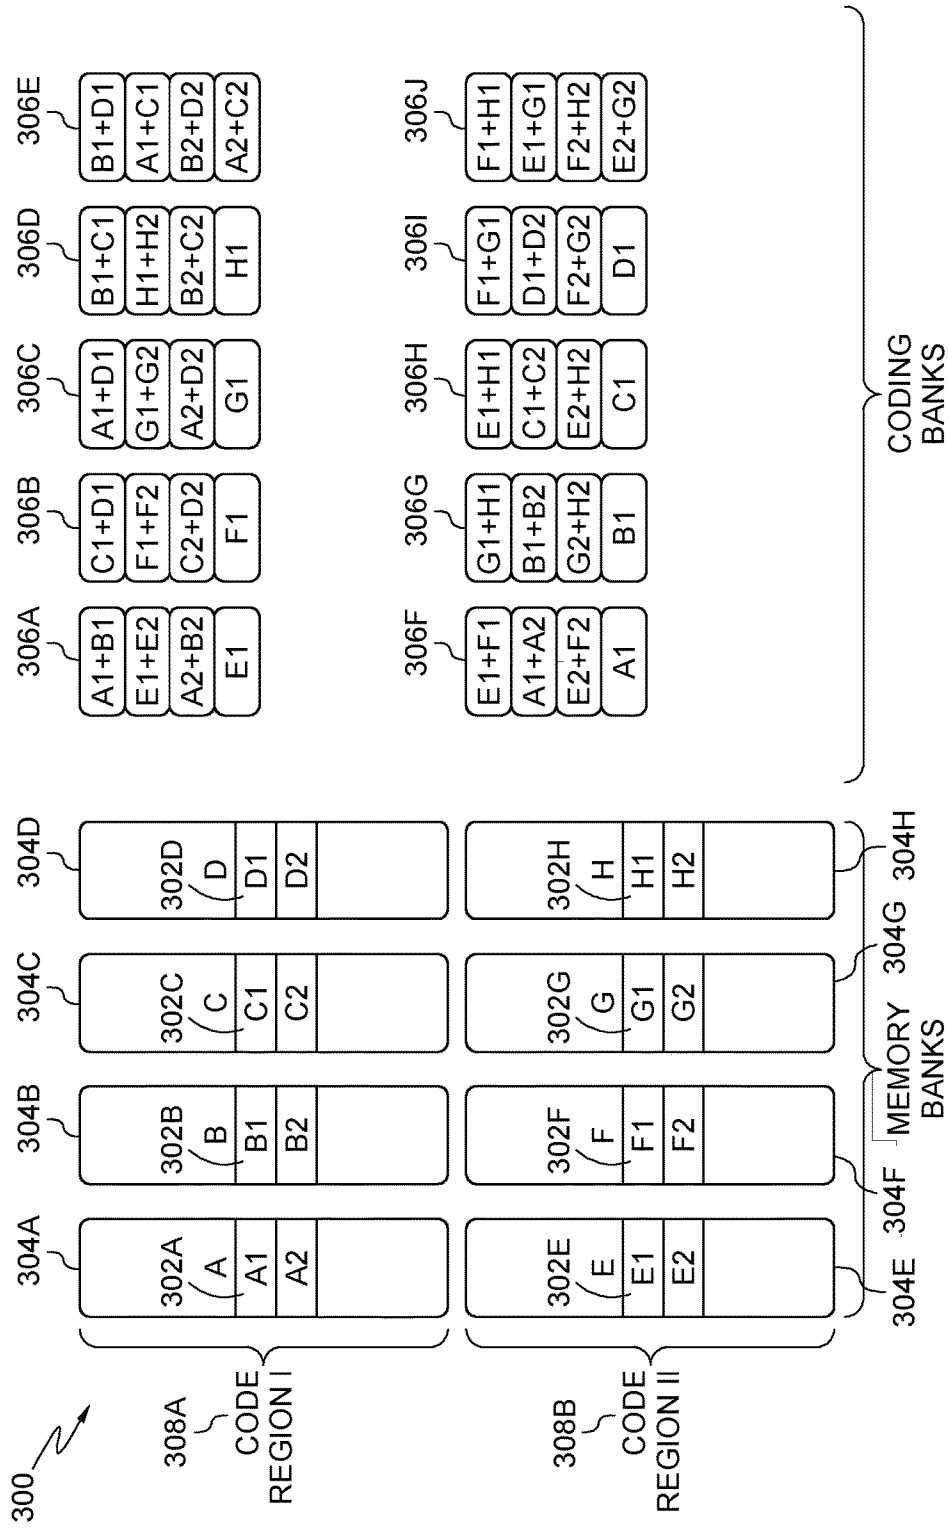 300
308A
CODE
REGION I
304A
304B
304C
304D
302A
302B
302C
302D
A
B
C
D
A1
B1
C1
D1
A2
B2
C2
D2
306A
306B
306C
306D
306E
A1+B1
C1+D1
A1+D1
B1+C1
B1+D1
E1+E2
F1+F2
G1+G2
H1+H2
A1+C1
A2+B2
C2+D2
A2+D2
B2+C2
B2+D2
E1
F1
G1
H1
A2+C2
308B
CODE
REGION II
302E
302F
302G
302H
E
F
G
H
E1
F1
G1
H1
E2
F2
G2
H2
304E
304F
304G
304H
306F
306G
306H
306I
306J
E1+F1
G1+H1
E1+H1
F1+G1
F1+H1
A1+A2
B1+B2
C1+C2
D1+D2
E1+G1
E2+F2
G2+H2
E2+H2
F2+G2
F2+H2
A1
B1
C1
D1
E2+G2
MEMORY
BANKS
CODING
BANKS